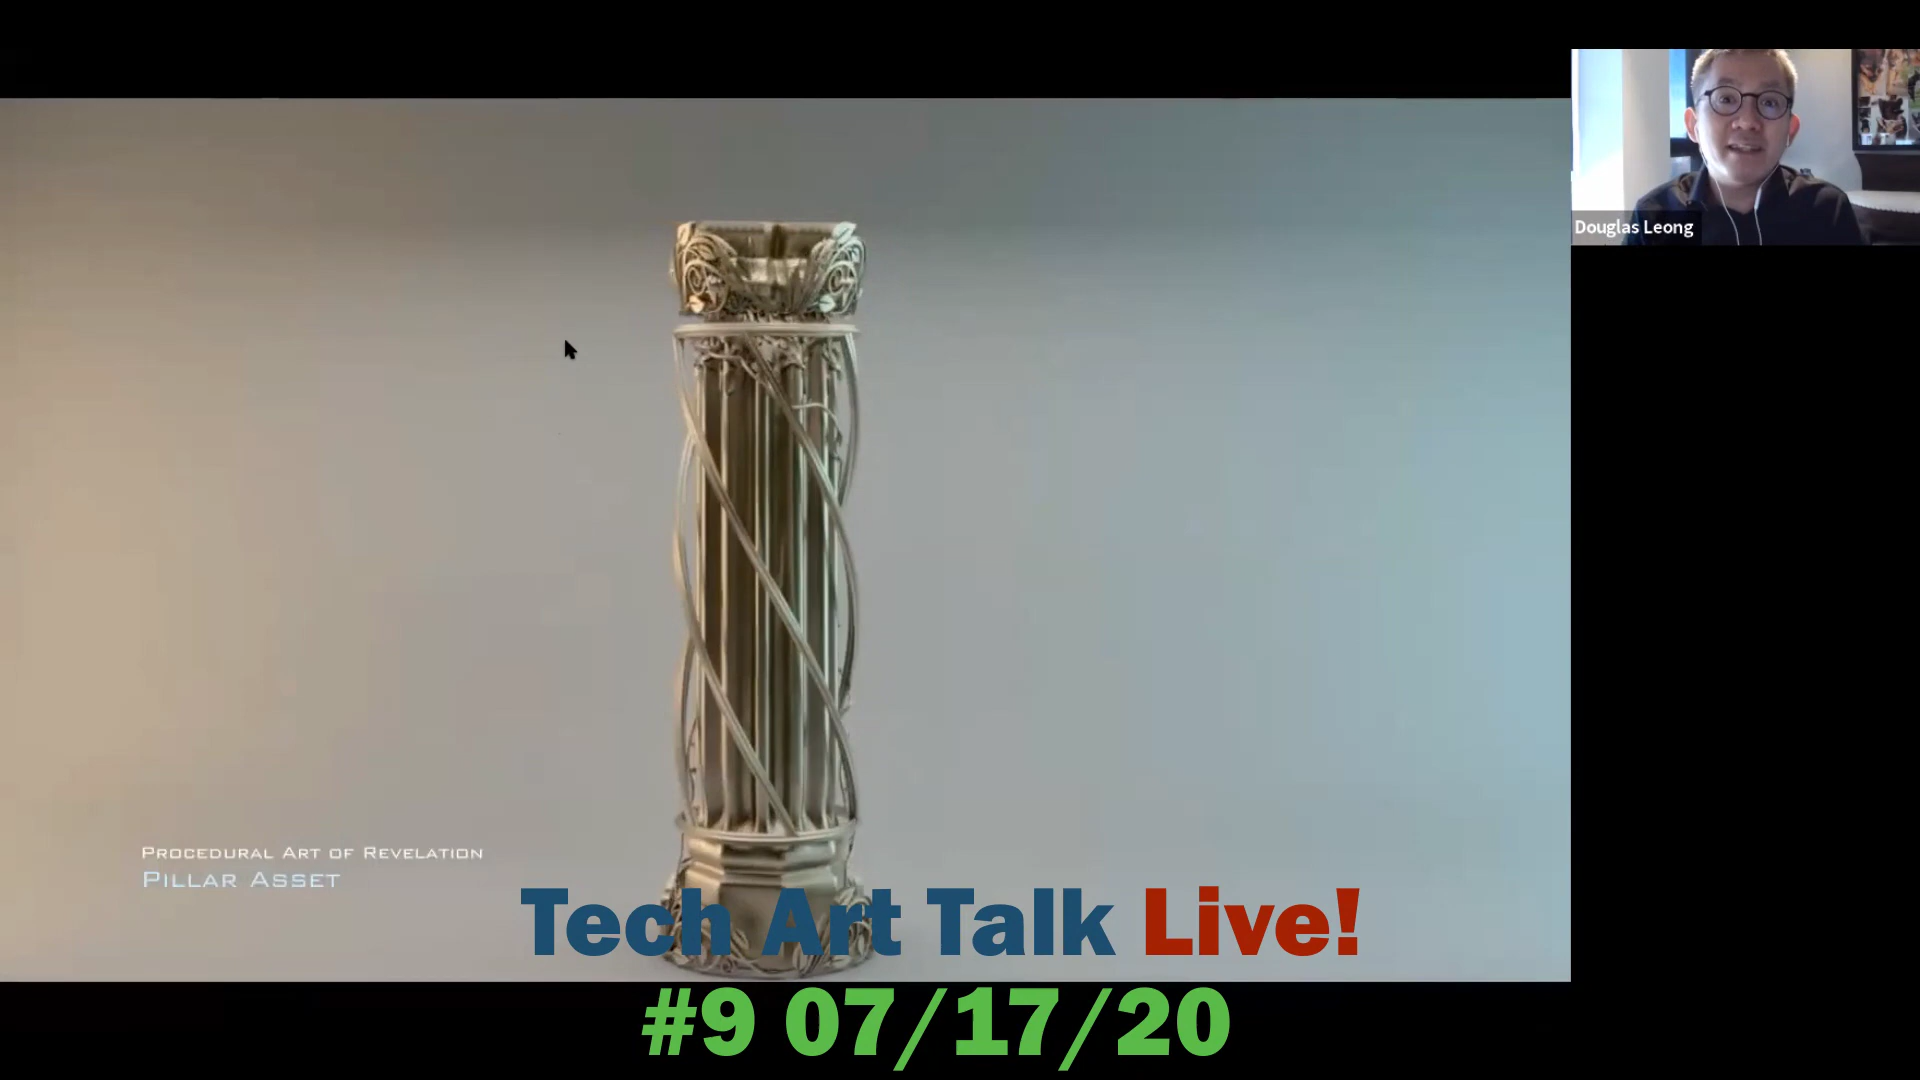 Douglas Leong
Procedural Art of Revelation
Pillar Asset
Tech Art Talk Live!
#9 07/17/20